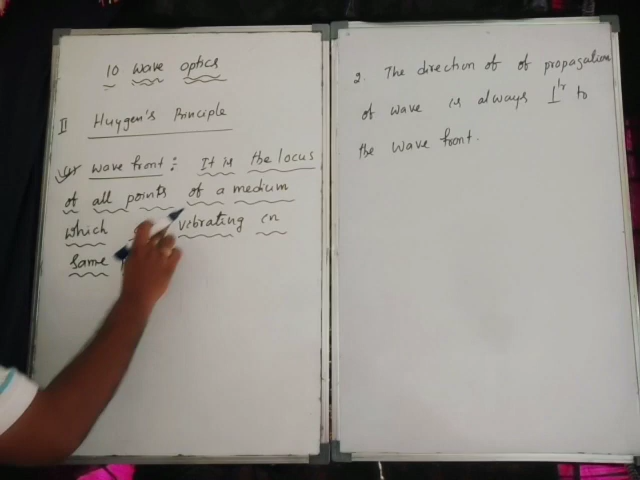 10 wave optics
II Huygen's Principle
wave front : It is the locus
of all points of a medium
which vibrating in
same
2. The direction of of propagation
of wave is always ⊥lr to
the wave front.